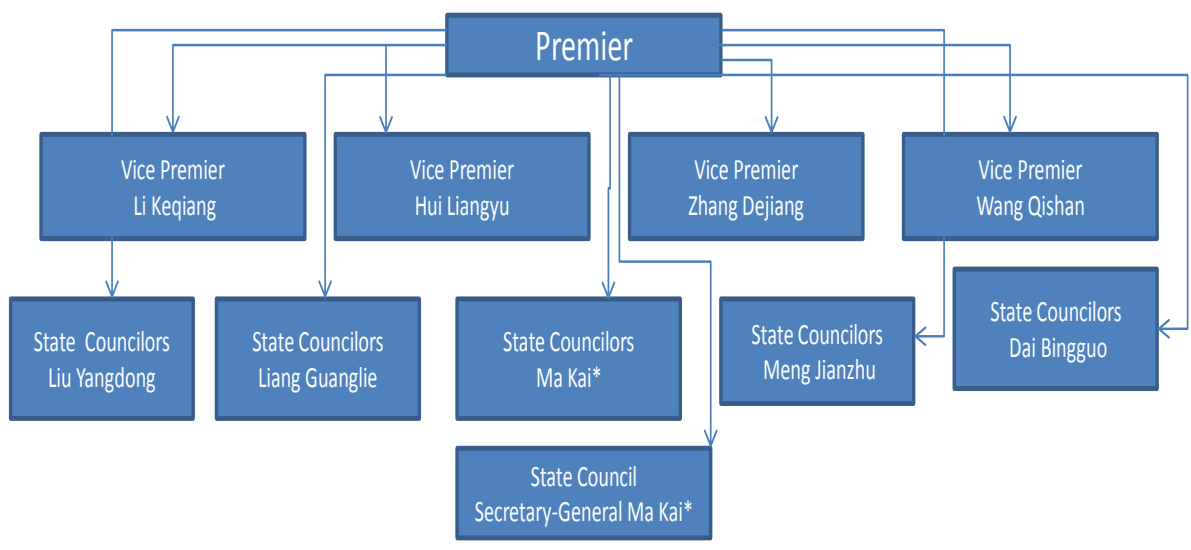 Premier
Vice Premier
Li Keqiang
Vice Premier
Hui Liangyu
Vice Premier
Zhang Dejiang
Vice Premier
Wang Qishan
State Councilors
Liu Yangdong
State Councilors
Liang Guanglie
State Councilors
Ma Kai*
State Councilors
Meng Jianzhu
State Councilors
Dai Bingguo
State Council
Secretary-General Ma Kai*